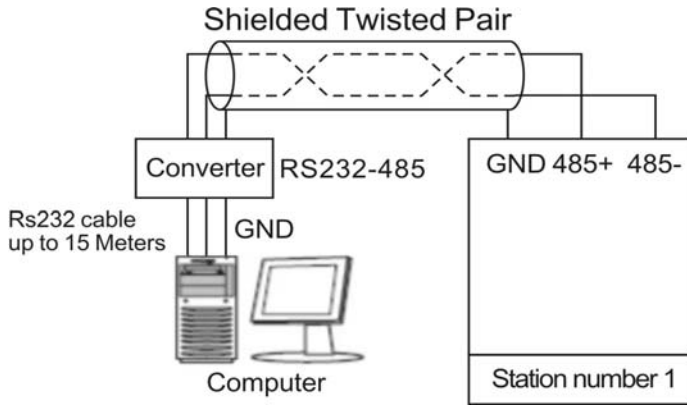 Shielded Twisted Pair
Converter RS232-485
GND 485+ 485-
Rs232 cable
up to 15 Meters
GND
Computer
Station number 1